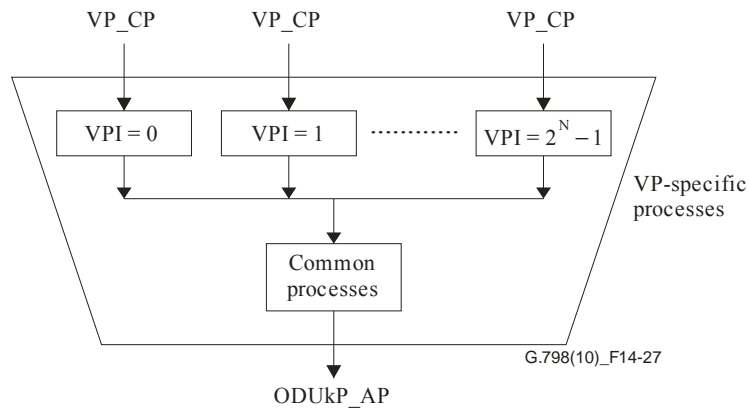 VP_CP VP_CP VP_CP
VPI = 0 VPI = 1 ............... VPI = 2^N – 1
VP-specific
processes
Common
processes
G.798(10)_F14-27
ODUkP_AP